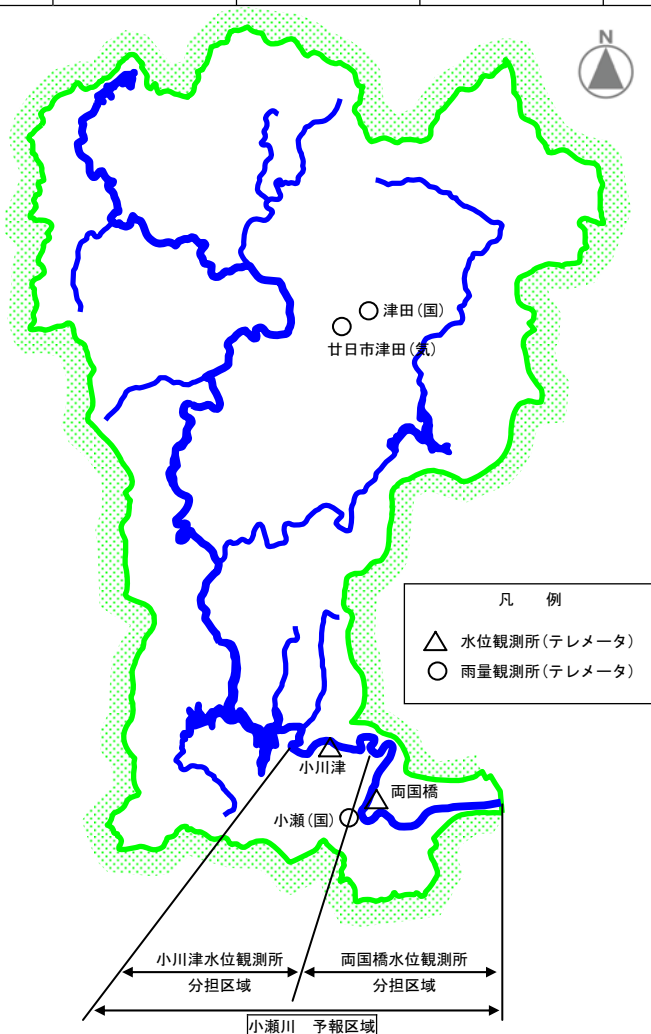 N
津田(国)
廿日市津田(気)
凡 例
水位観測所(テレメータ)
雨量観測所(テレメータ)
小川津
両国橋
小瀬(国)
小川津水位観測所
分担区域
両国橋水位観測所
分担区域
小瀬川 予報区域